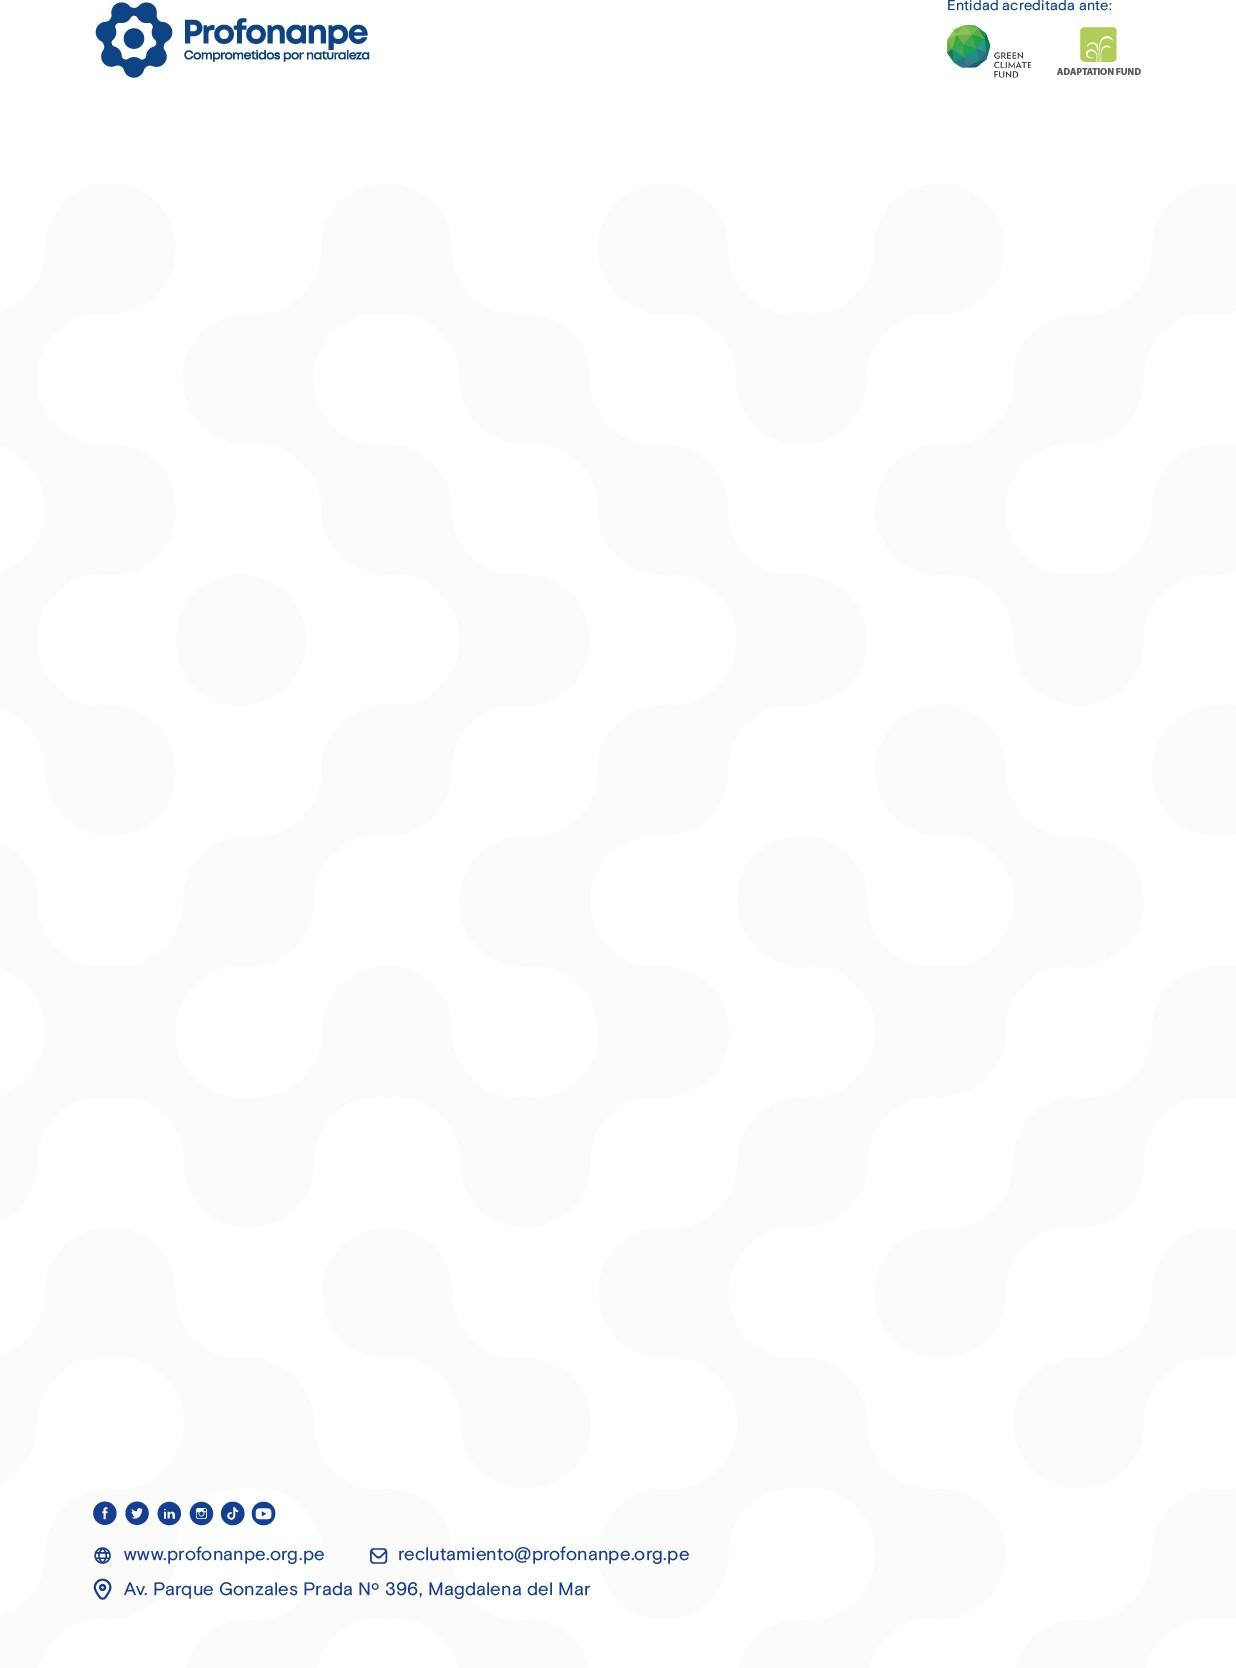 Profonanpe
Comprometidos por naturaleza
Entidad acreditada ante:
GREEN
CLIMATE
FUND
ADAPTATION FUND
www.profonanpe.org.pe
reclutamiento@profonanpe.org.pe
Av. Parque Gonzales Prada Nº 396, Magdalena del Mar